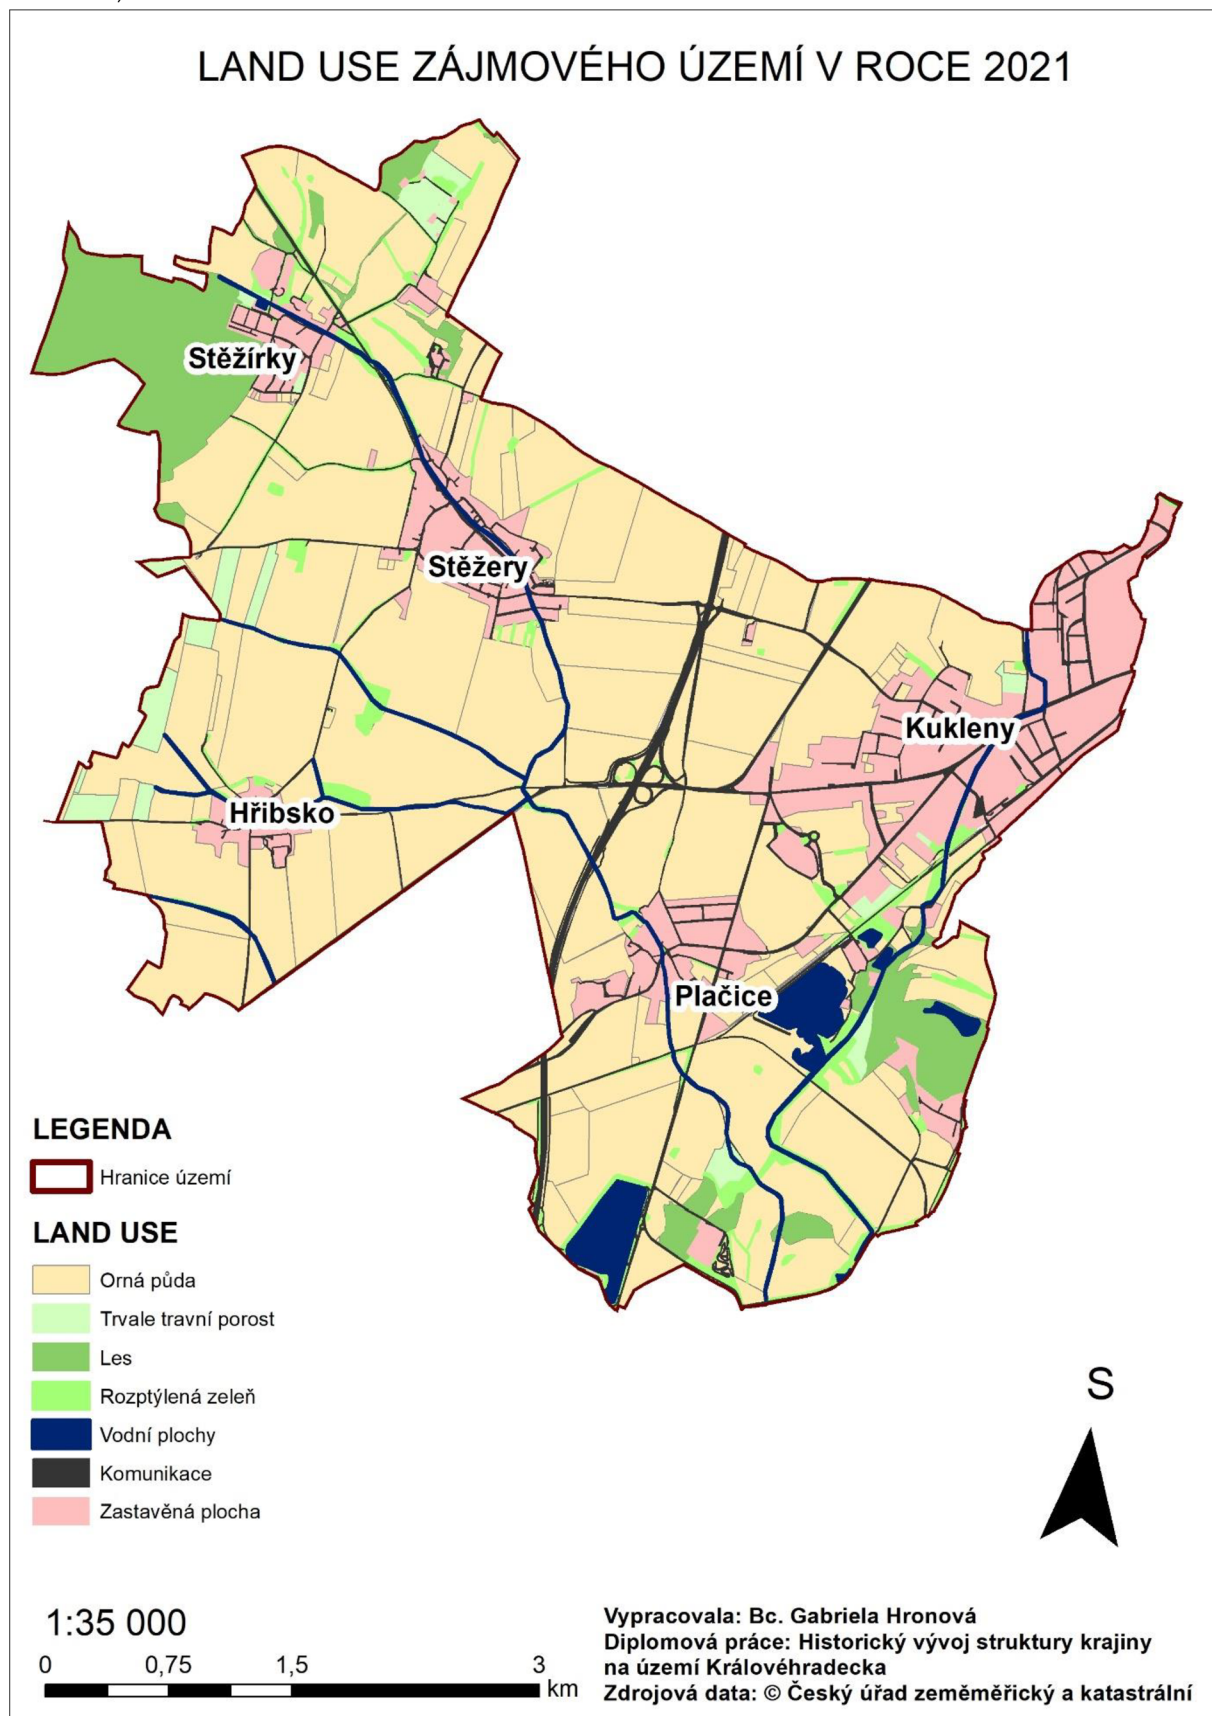 LAND USE ZÁJMOVÉHO ÚZEMÍ V ROCE 2021
Stěžírky
Stěžery
Kukleny
Hřibsko
Plačice
LEGENDA
Hranice území
LAND USE
Orná půda
Trvale travní porost
Les
Rozptýlená zeleň
Vodní plochy
Komunikace
Zastavěná plocha
S
1:35 000
0 0,75 1,5 3
km
Vypracovala: Bc. Gabriela Hronová
Diplomová práce: Historický vývoj struktury krajiny
na území Královéhradecka
Zdrojová data: © Český úřad zeměměřický a katastrální